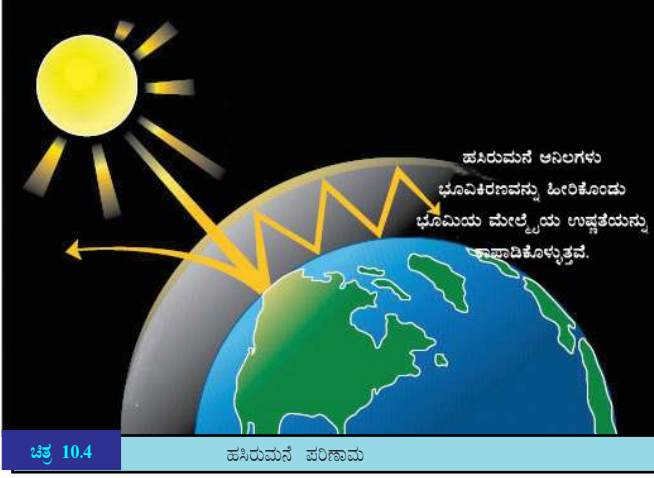 ಹಸಿರುಮನೆ ಅನಿಲಗಳು
ಭೂವಿಕಿರಣವನ್ನು ಹೀರಿಕೊಂಡು
ಭೂಮಿಯ ಮೇಲ್ಮೈಯ ಉಷ್ಣತೆಯನ್ನು
ಕಾಪಾಡಿಕೊಳ್ಳುತ್ತವೆ.
ಚಿತ್ರ 10.4 ಹಸಿರುಮನೆ ಪರಿಣಾಮ